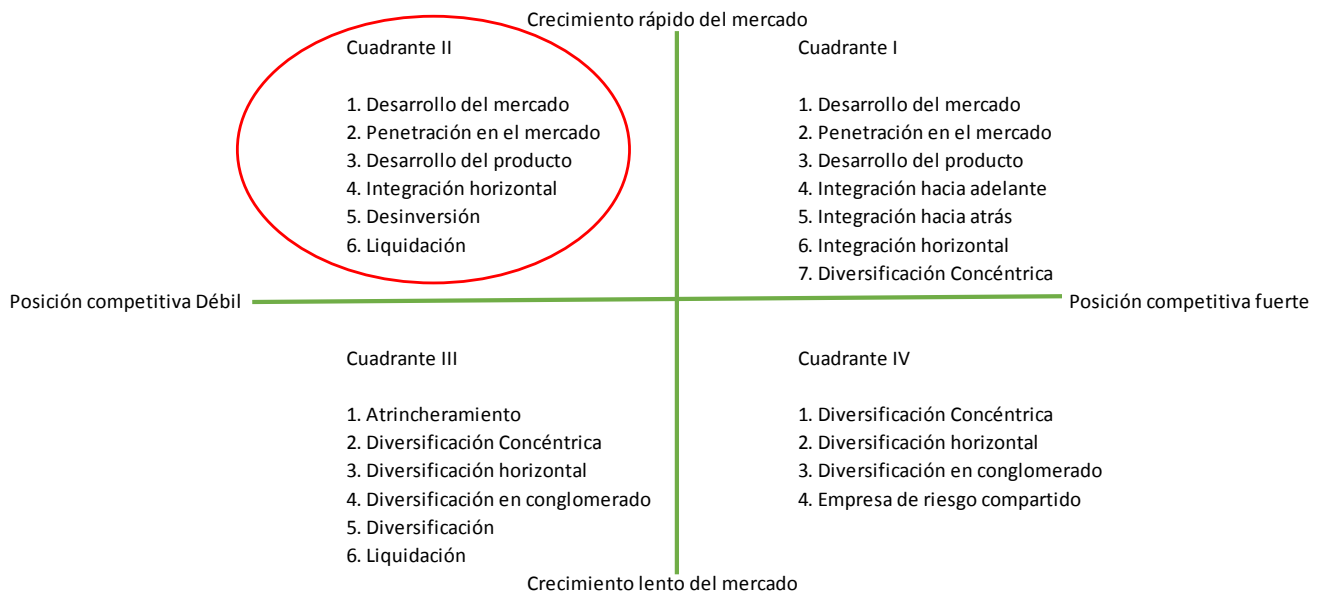 Crecimiento rápido del mercado
Cuadrante II
1. Desarrollo del mercado
2. Penetración en el mercado
3. Desarrollo del producto
4. Integración horizontal
5. Desinversión
6. Liquidación
Cuadrante I
1. Desarrollo del mercado
2. Penetración en el mercado
3. Desarrollo del producto
4. Integración hacia adelante
5. Integración hacia atrás
6. Integración horizontal
7. Diversificación Concéntrica
Posición competitiva Débil
Posición competitiva fuerte
Cuadrante III
1. Atrincheramiento
2. Diversificación Concéntrica
3. Diversificación horizontal
4. Diversificación en conglomerado
5. Diversificación
6. Liquidación
Cuadrante IV
1. Diversificación Concéntrica
2. Diversificación horizontal
3. Diversificación en conglomerado
4. Empresa de riesgo compartido
Crecimiento lento del mercado